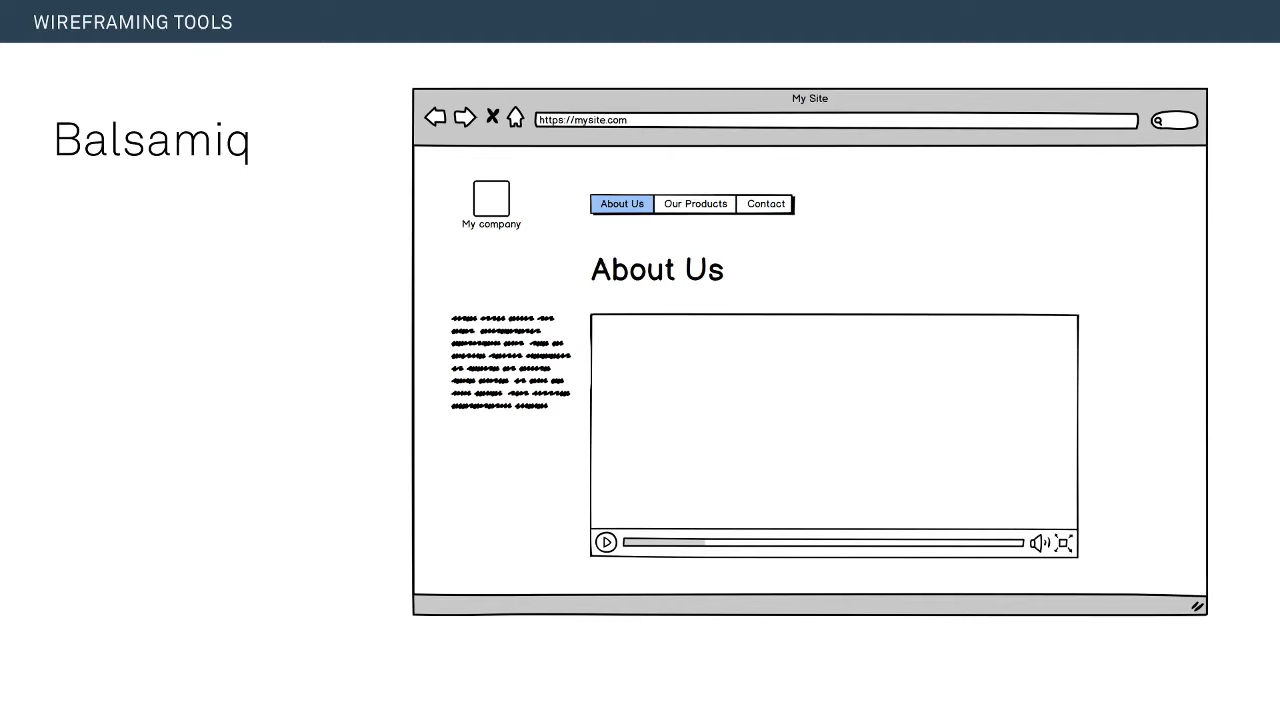 WIREFRAMING TOOLS
Balsamiq
My Site
https://mysite.com
My company
About Us
Our Products
Contact
About Us